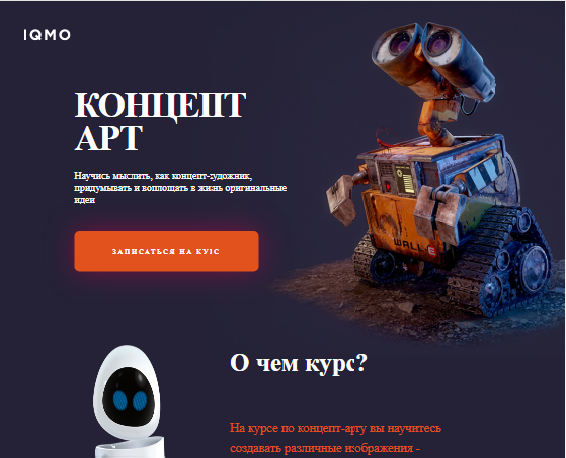 IQMO
КОНЦЕПТ
АРТ
Научись мыслить, как концепт-художник,
придумывать и воплощать в жизнь оригинальные
идеи
WALL·E
ЗАПИСАТЬСЯ НА КУРС
О чем курс?
На курсе по концепт-арту вы научитесь
создавать различные изображения -